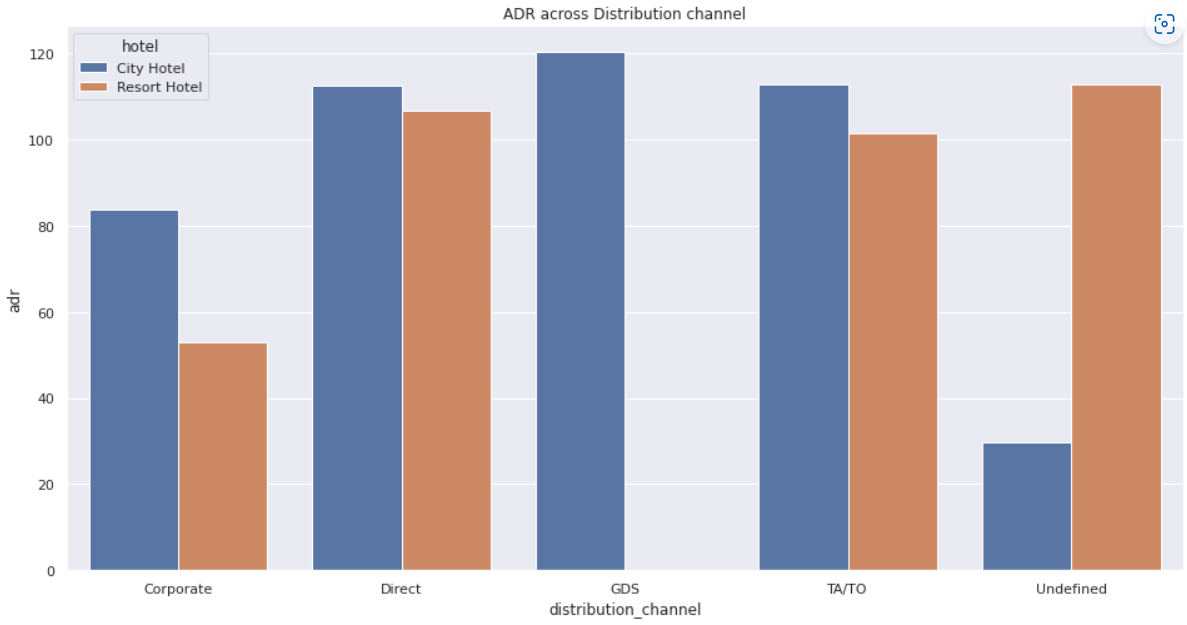 ADR across Distribution channel
hotel
City Hotel
Resort Hotel
120
100
80
60
40
20
0
adr
Corporate Direct GDS TA/TO Undefined
distribution_channel